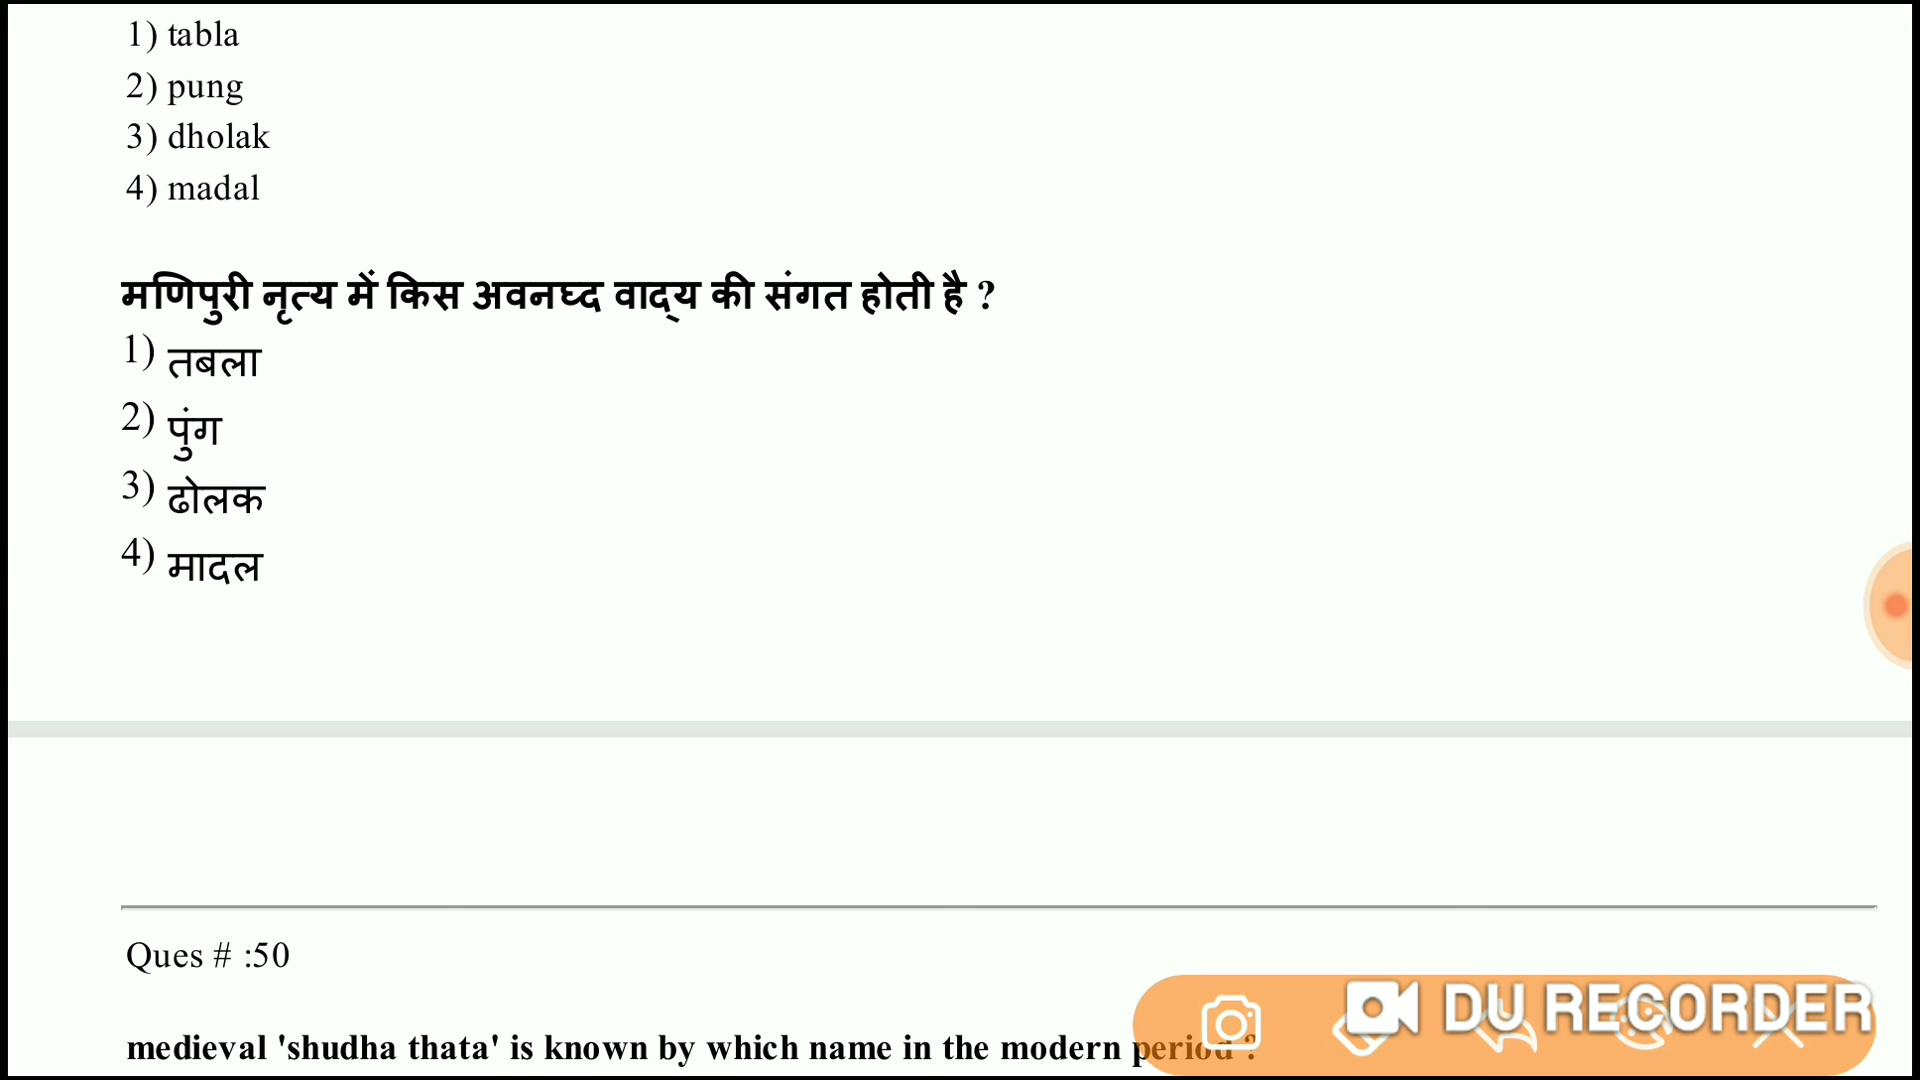 1) tabla
2) pung
3) dholak
4) madal
मणिपुरी नृत्य में किस अवनघ्द वाद्य की संगत होती है ?
1) तबला
2) पुंग
3) ढोलक
4) मादल
Ques # :50
medieval 'shudha thata' is known by which name in the modern period ?
DU RECORDER